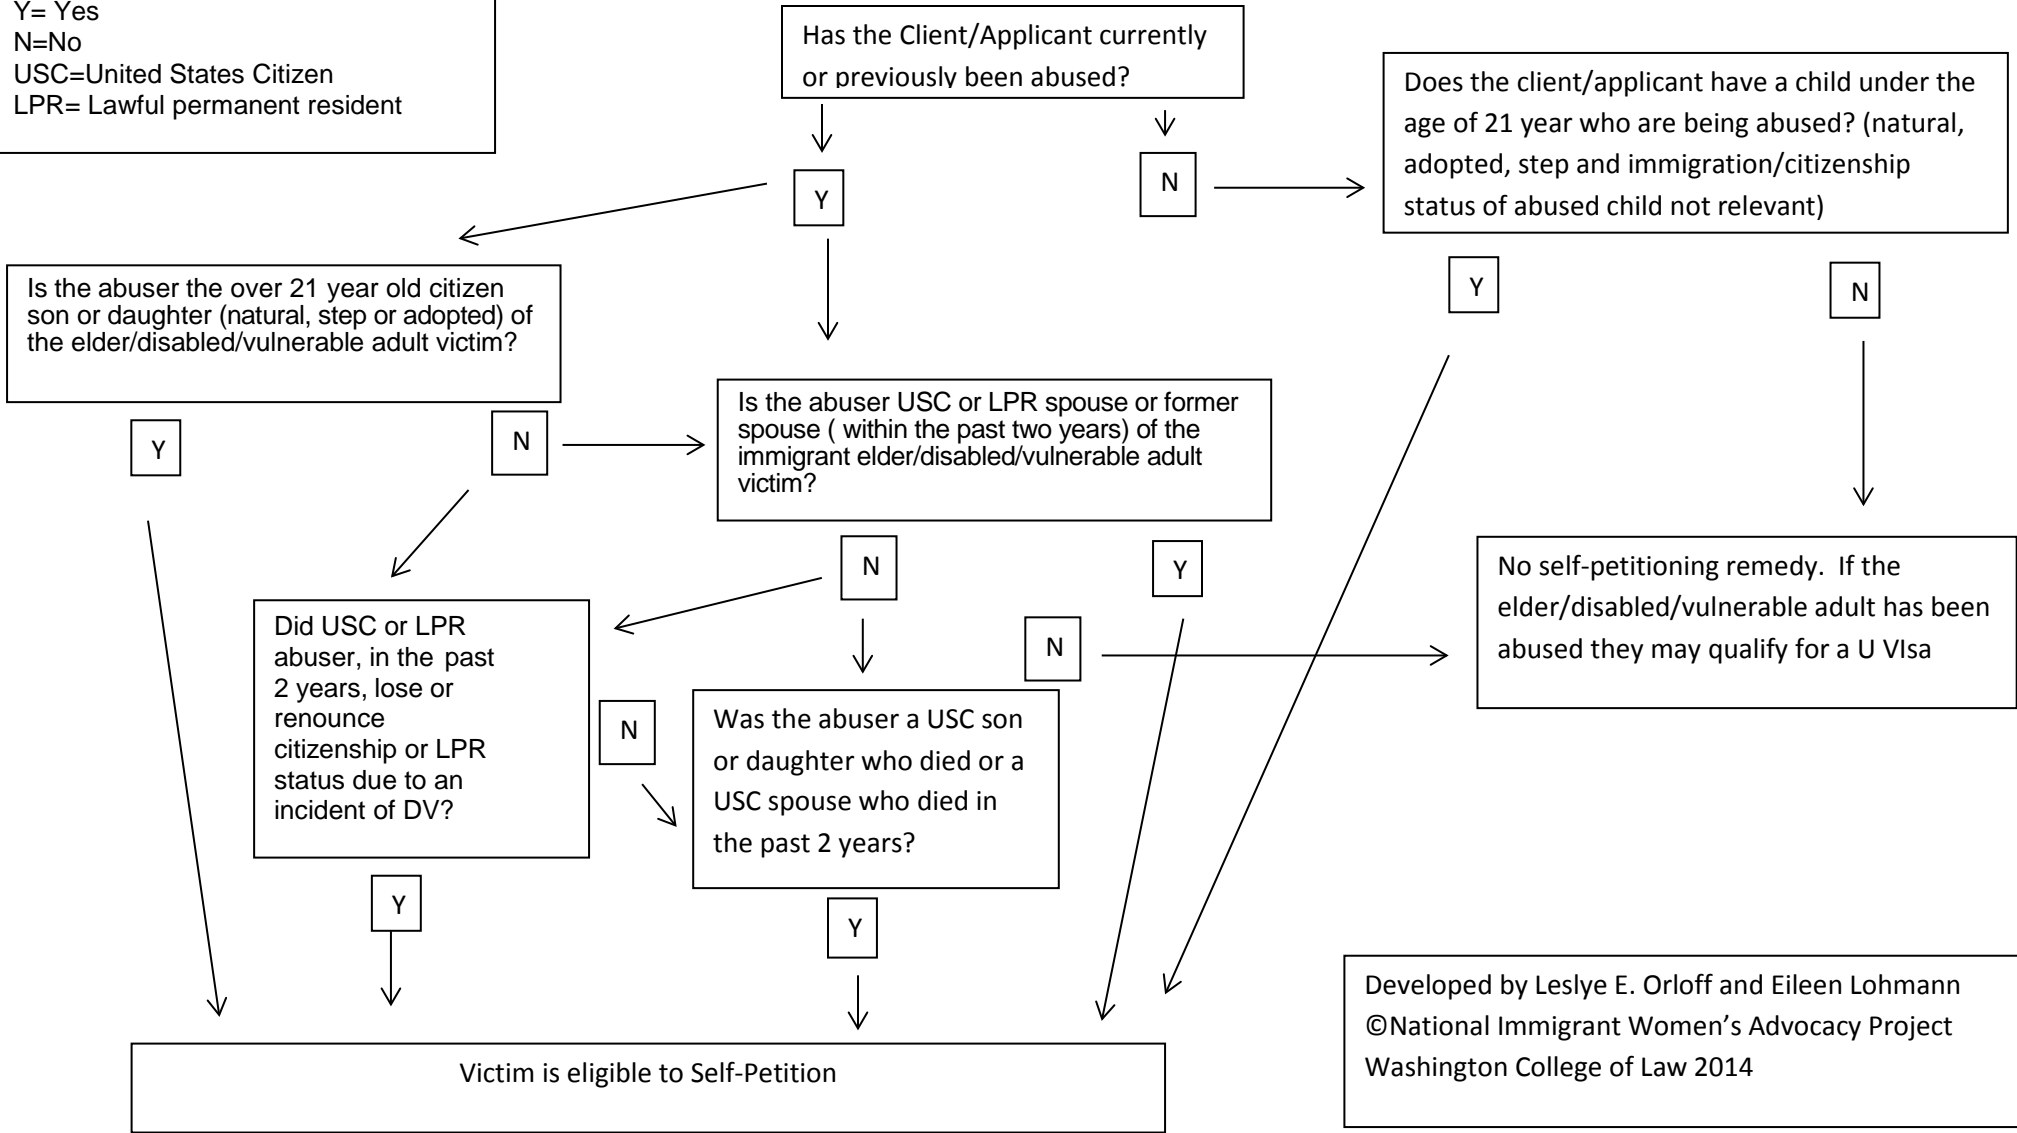 Y= Yes
N=No
USC=United States Citizen
LPR= Lawful permanent resident
Has the Client/Applicant currently
or previously been abused?
Does the client/applicant have a child under the
age of 21 year who are being abused? (natural,
adopted, step and immigration/citizenship
status of abused child not relevant)
Y
N
Is the abuser the over 21 year old citizen
son or daughter (natural, step or adopted) of
the elder/disabled/vulnerable adult victim?
Y
N
Y
N
Is the abuser USC or LPR spouse or former
spouse ( within the past two years) of the
immigrant elder/disabled/vulnerable adult
victim?
N
Y
No self-petitioning remedy.  If the
elder/disabled/vulnerable adult has been
abused they may qualify for a U VIsa
Did USC or LPR
abuser, in the past
2 years, lose or
renounce
citizenship or LPR
status due to an
incident of DV?
N
N
Was the abuser a USC son
or daughter who died or a
USC spouse who died in
the past 2 years?
Y
Y
Victim is eligible to Self-Petition
Developed by Leslye E. Orloff and Eileen Lohmann
©National Immigrant Women’s Advocacy Project
Washington College of Law 2014